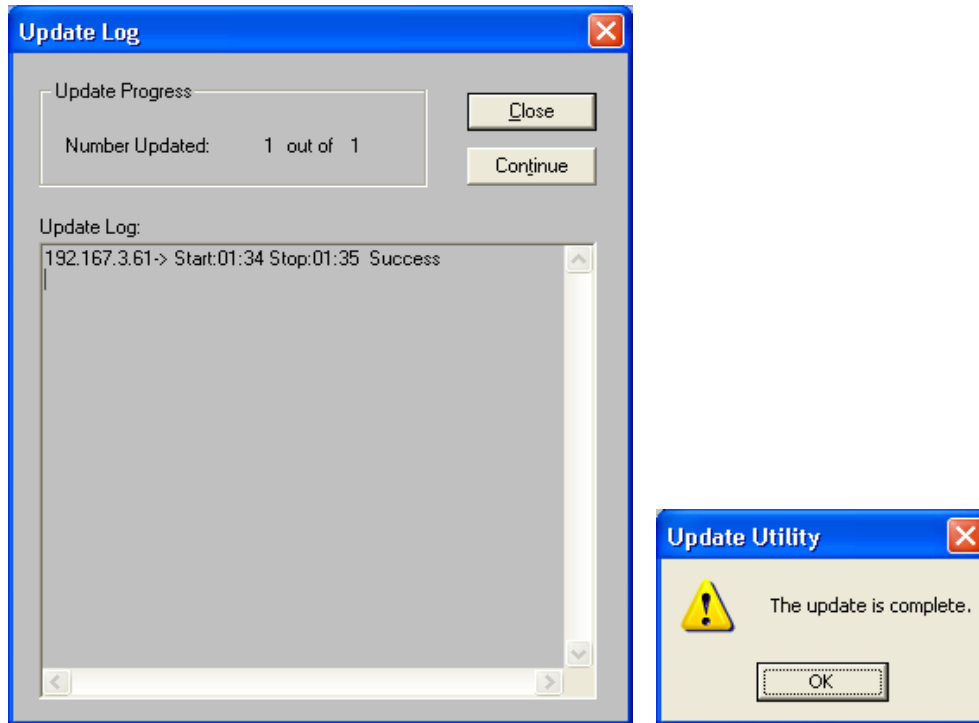 Update Log
Update Progress
Close
Number Updated: 1 out of 1
Continue
Update Log:
192.167.3.61-> Start:01:34 Stop:01:35 Success
Update Utility
The update is complete.
OK